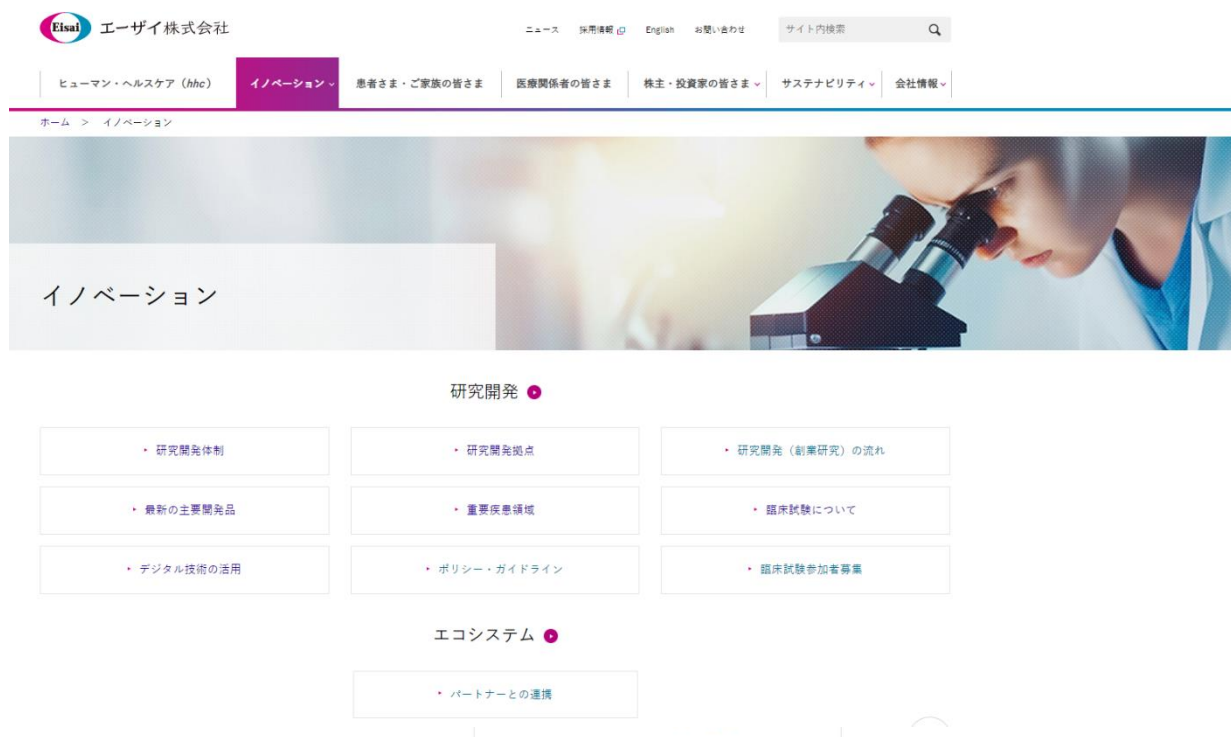 Eisai エーザイ株式会社
ニュース 採用情報 English お問い合わせ サイト内検索
ヒューマン・ヘルスケア（hhc） イノベーション 患者さま・ご家族の皆さま 医療関係者の皆さま 株主・投資家の皆さま サステナビリティ 会社情報
ホーム ＞ イノベーション
イノベーション
研究開発
研究開発体制 研究開発拠点 研究開発（創薬研究）の流れ
最新の主要開発品 重要疾患領域 臨床試験について
デジタル技術の活用 ポリシー・ガイドライン 臨床試験参加者募集
エコシステム
パートナーとの連携